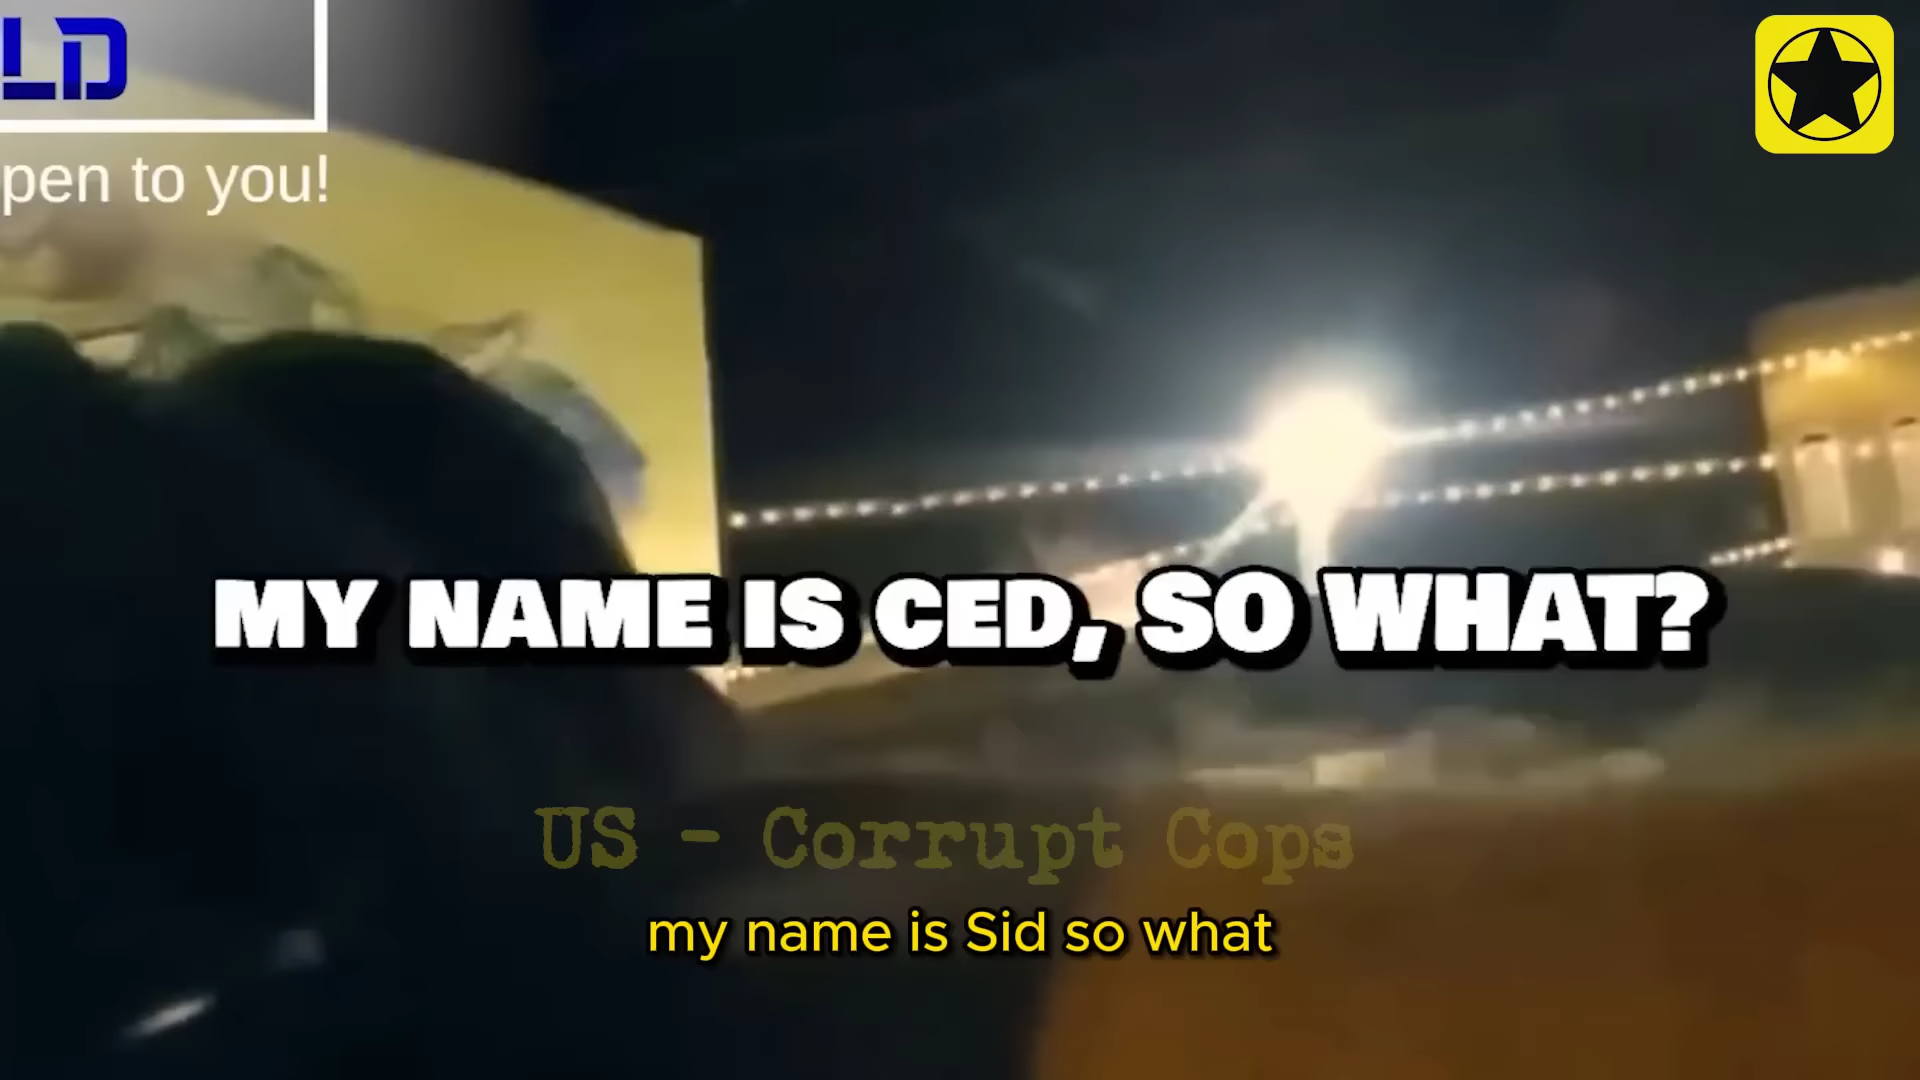 LD
pen to you!
MY NAME IS CED, SO WHAT?
US - Corrupt Cops
my name is Sid so what